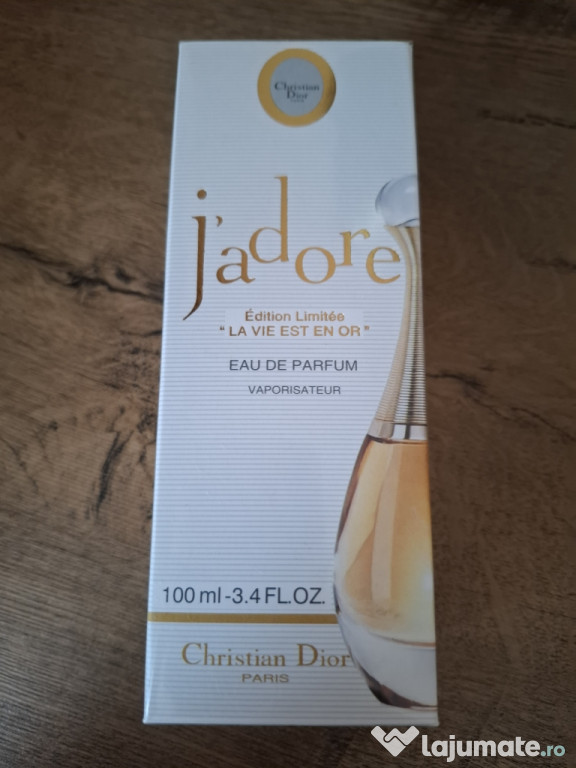 Christian
Dior
j'adore
Édition Limitée
"LA VIE EST EN OR"
EAU DE PARFUM
VAPORISATEUR
100 ml-3.4 FL.OZ.
Christian Dior
PARIS
lajumate.ro